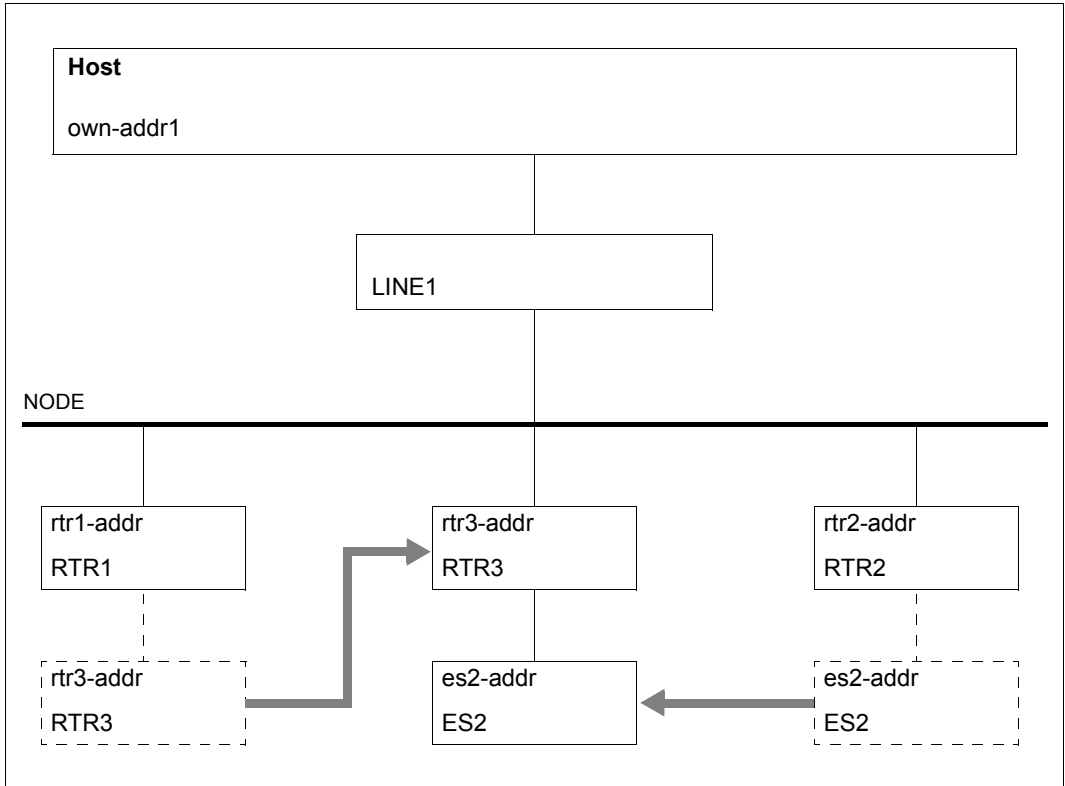 Host
own-addr1
LINE1
NODE
rtr1-addr
RTR1
rtr3-addr
RTR3
rtr2-addr
RTR2
rtr3-addr
RTR3
es2-addr
ES2
es2-addr
ES2